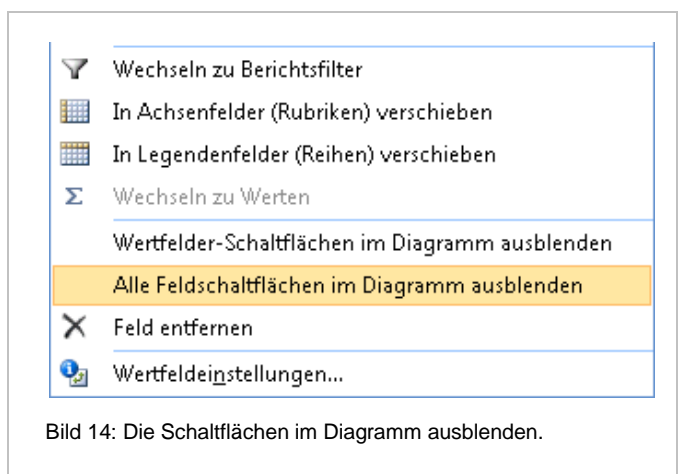 Wechseln zu Berichtsfilter
In Achsenfelder (Rubriken) verschieben
In Legendenfelder (Reihen) verschieben
Σ Wechseln zu Werten
Wertfelder-Schaltflächen im Diagramm ausblenden
Alle Feldschaltflächen im Diagramm ausblenden
Feld entfernen
Wertfeldeinstellungen...
Bild 14: Die Schaltflächen im Diagramm ausblenden.